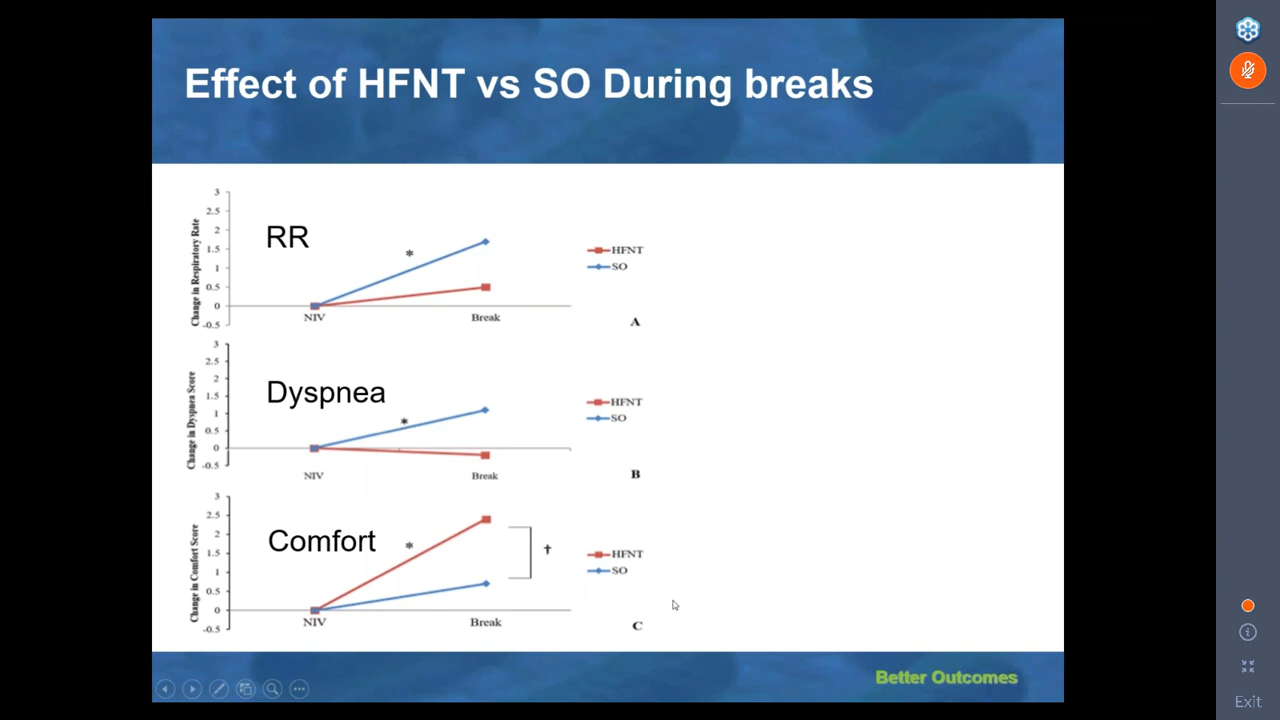 Effect of HFNT vs SO During breaks
Change in Respiratory Rate
3
2.5
2
1.5
1
0.5
0
-0.5
RR
*
NIV
Break
HFNT
SO
A
Change in Dyspnea Score
3
2.5
2
1.5
1
0.5
0
-0.5
Dyspnea
*
NIV
Break
HFNT
SO
B
Change in Comfort Score
3
2.5
2
1.5
1
0.5
0
-0.5
Comfort
*
†
NIV
Break
HFNT
SO
C
Better Outcomes
Exit